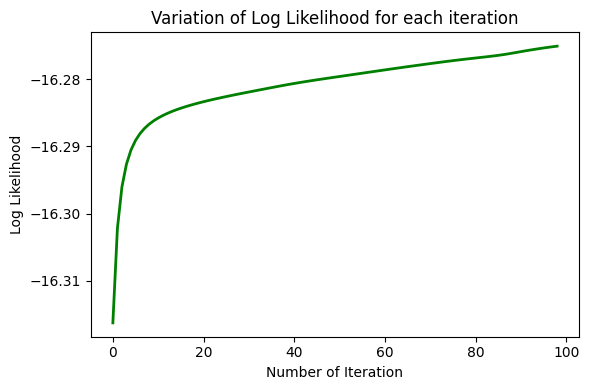 Variation of Log Likelihood for each iteration
Log Likelihood
−16.28
−16.29
−16.30
−16.31
0 20 40 60 80 100
Number of Iteration